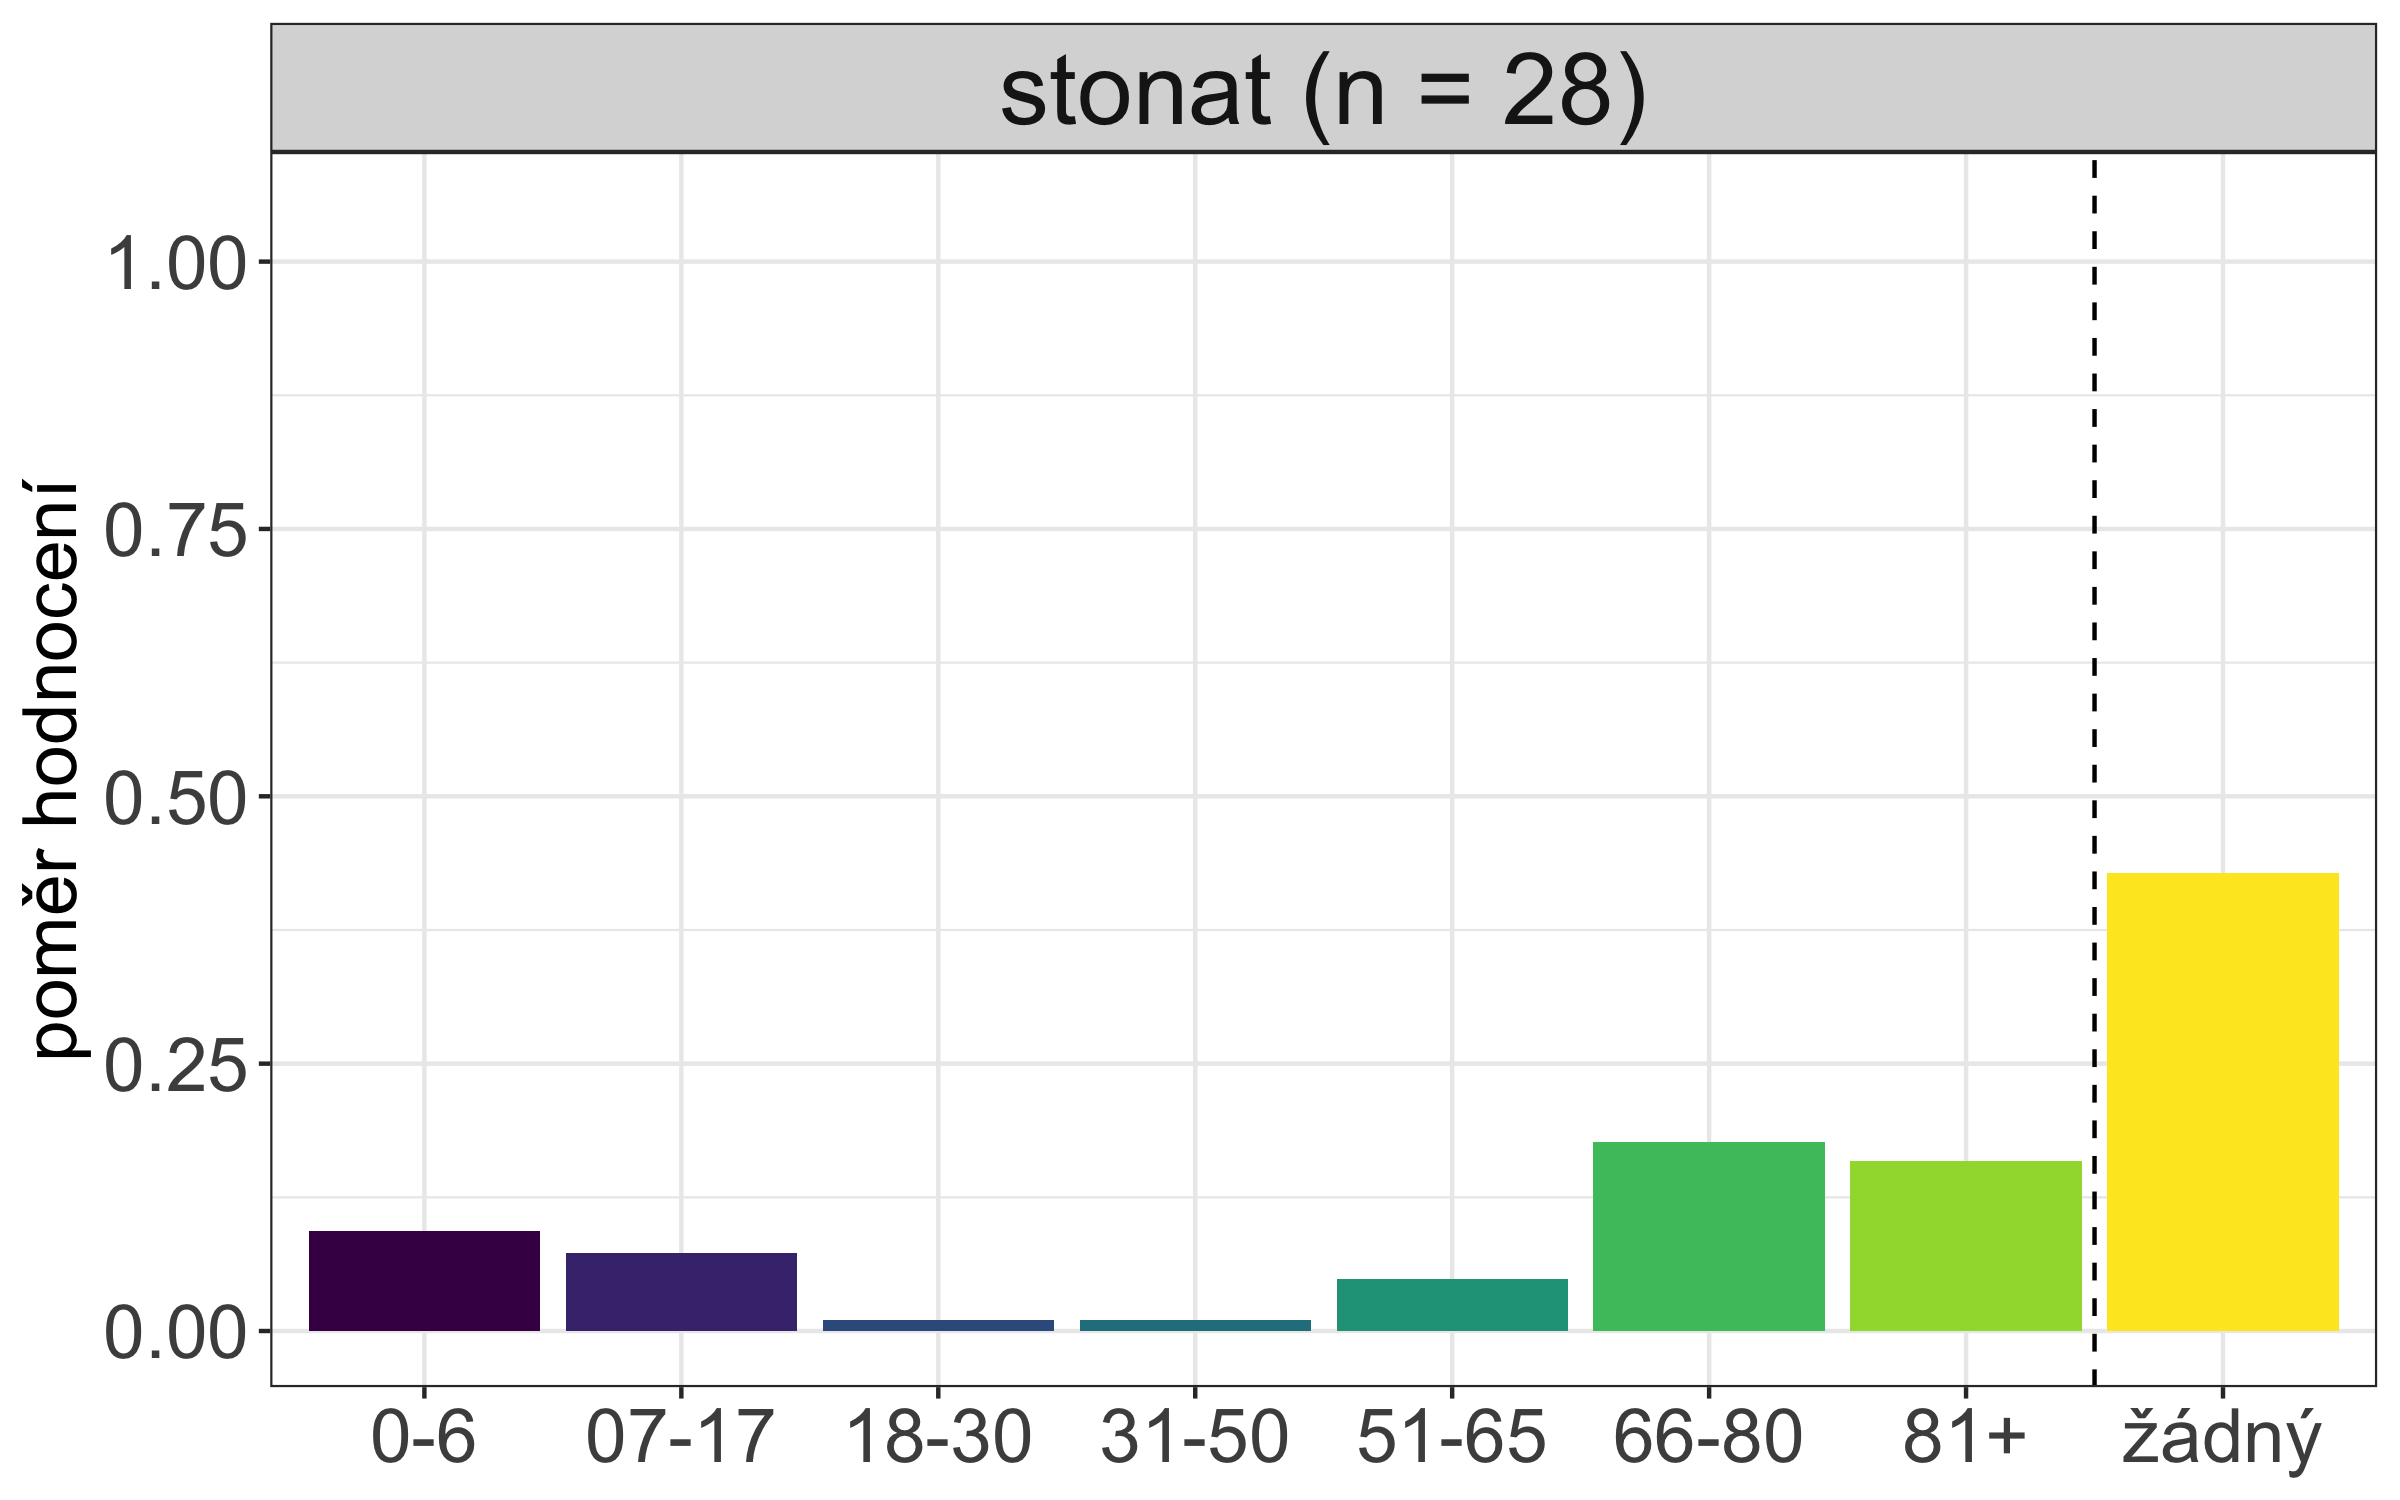 stonat (n = 28)
poměr hodnocení
1.00
0.75
0.50
0.25
0.00
0-6 07-17 18-30 31-50 51-65 66-80 81+ žádný